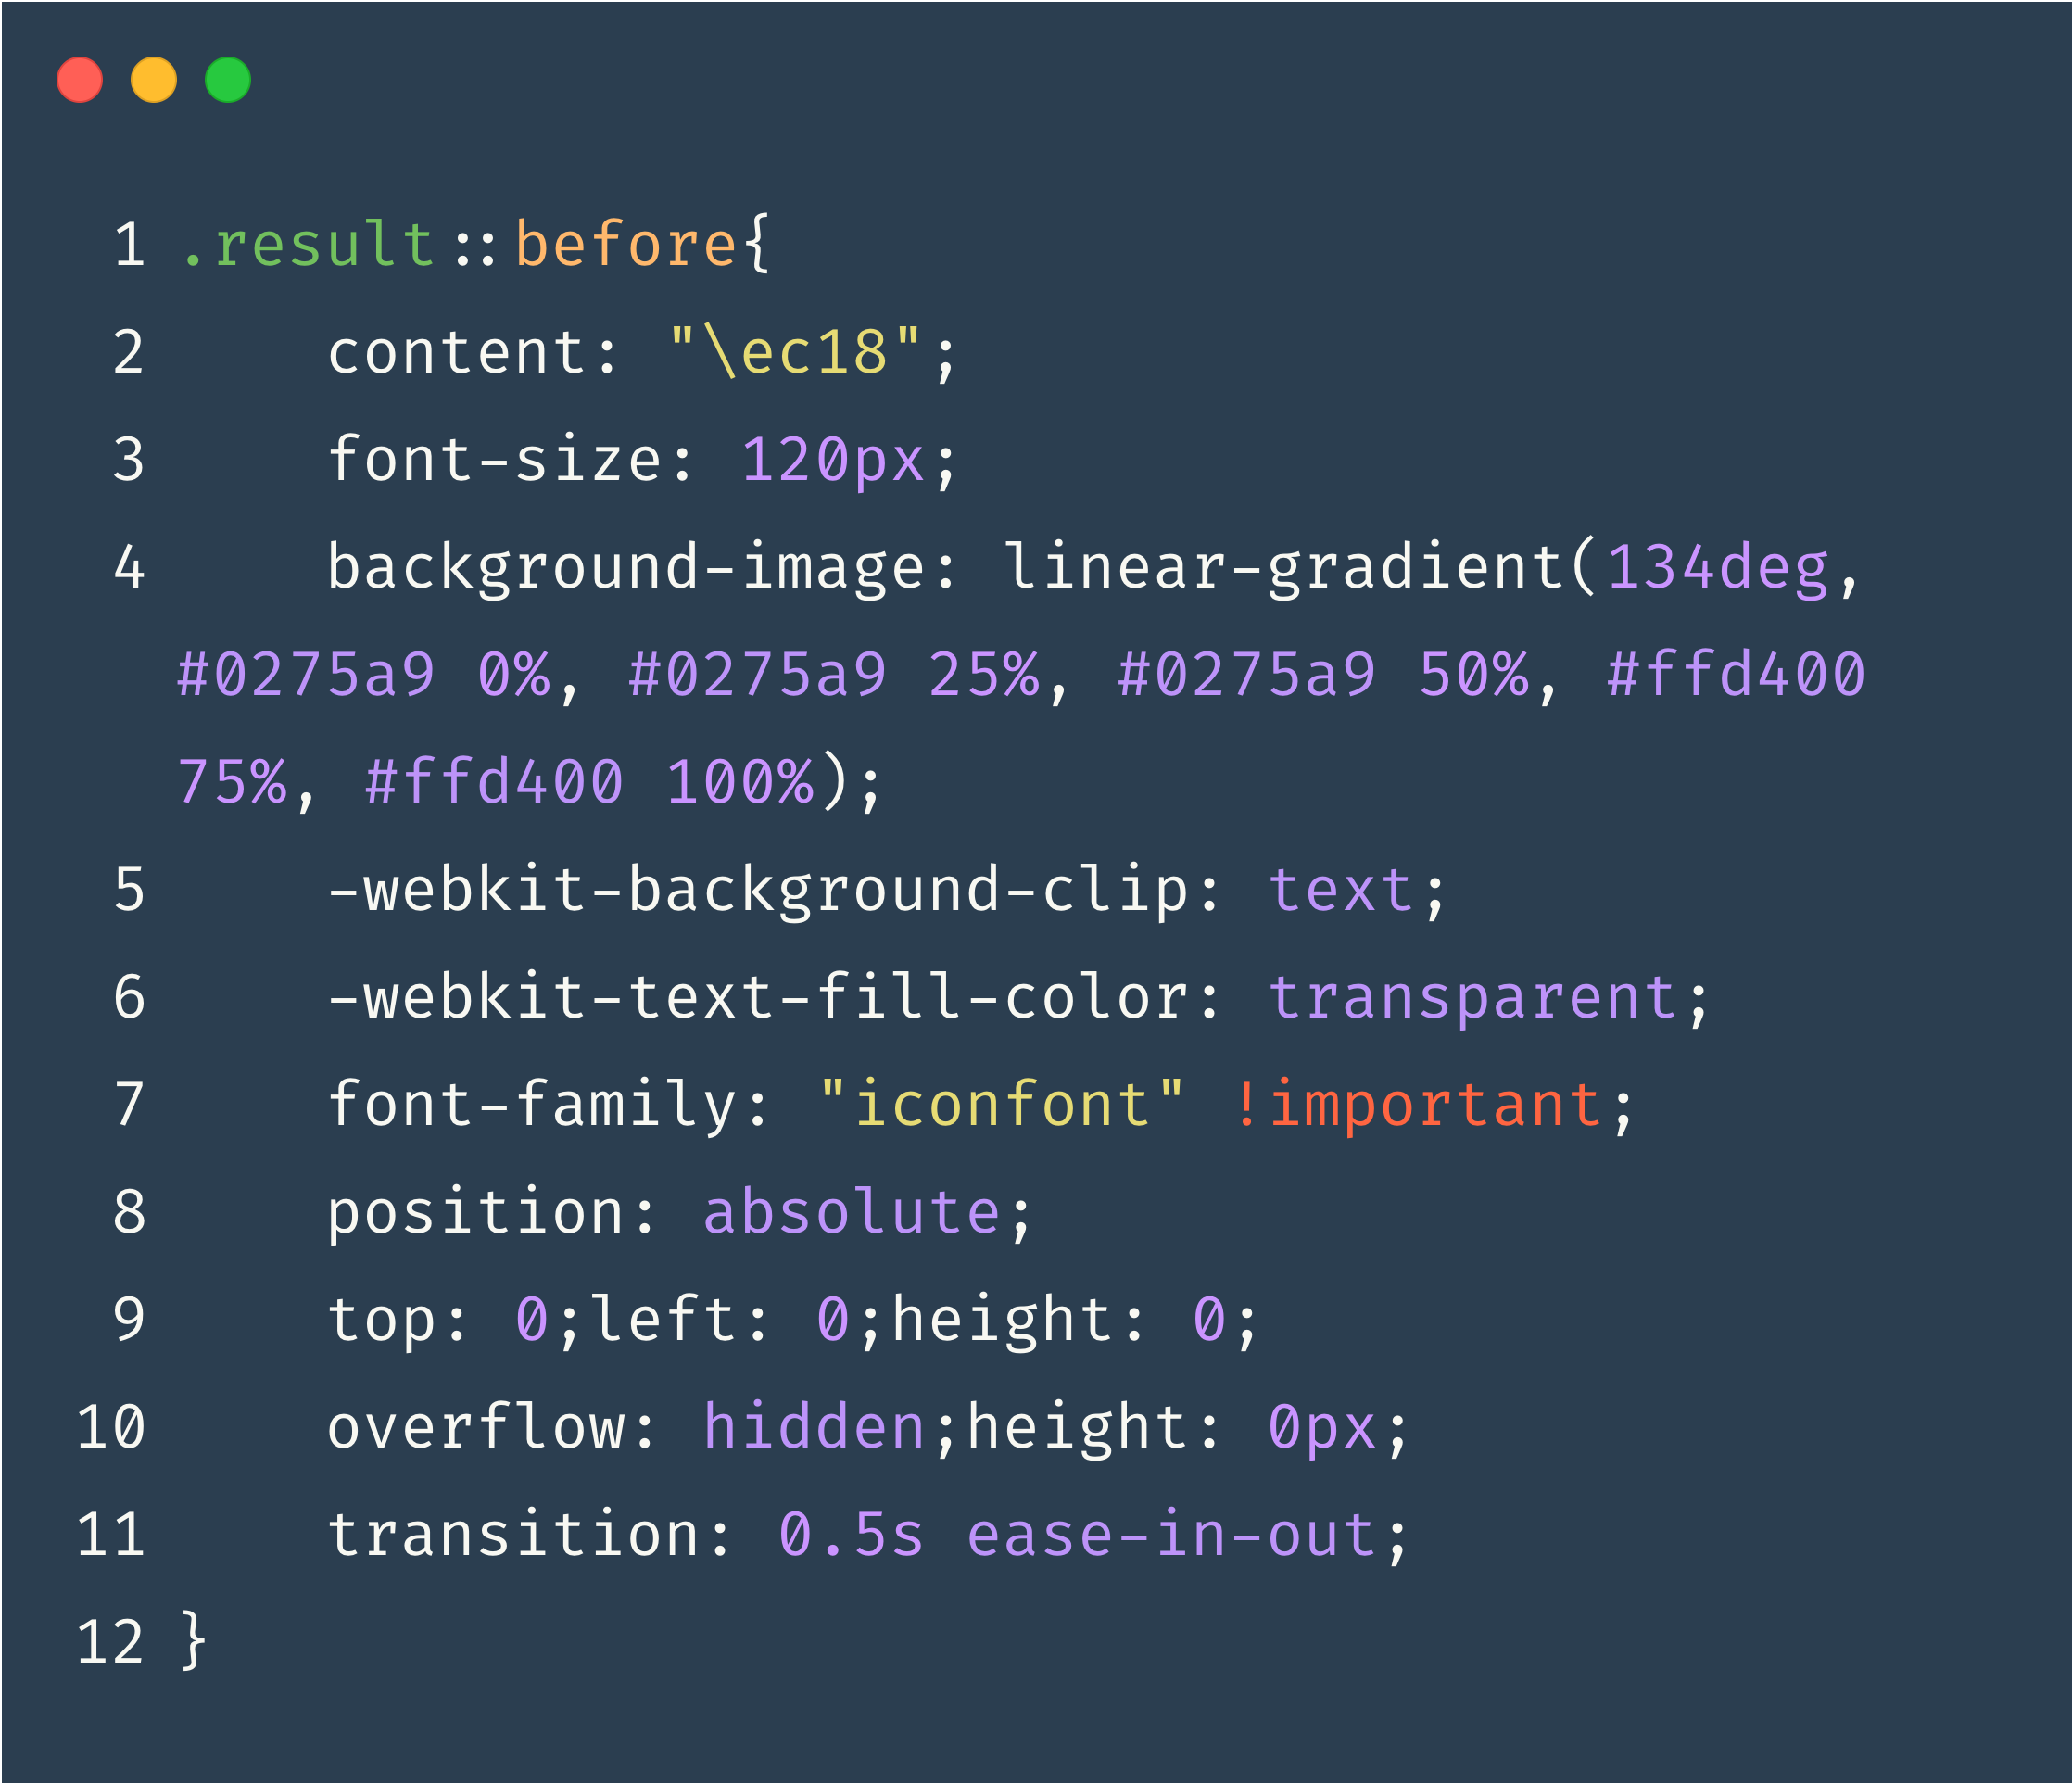 1 .result::before{
2     content: "\ec18";
3     font-size: 120px;
4     background-image: linear-gradient(134deg,
#0275a9 0%, #0275a9 25%, #0275a9 50%, #ffd400
75%, #ffd400 100%);
5     -webkit-background-clip: text;
6     -webkit-text-fill-color: transparent;
7     font-family: "iconfont" !important;
8     position: absolute;
9     top: 0;left: 0;height: 0;
10     overflow: hidden;height: 0px;
11     transition: 0.5s ease-in-out;
12 }